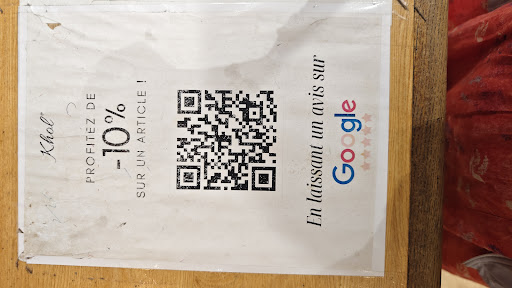 Khol
PROFITEZ DE
-10%
SUR UN ARTICLE !
En laissant un avis sur
Google